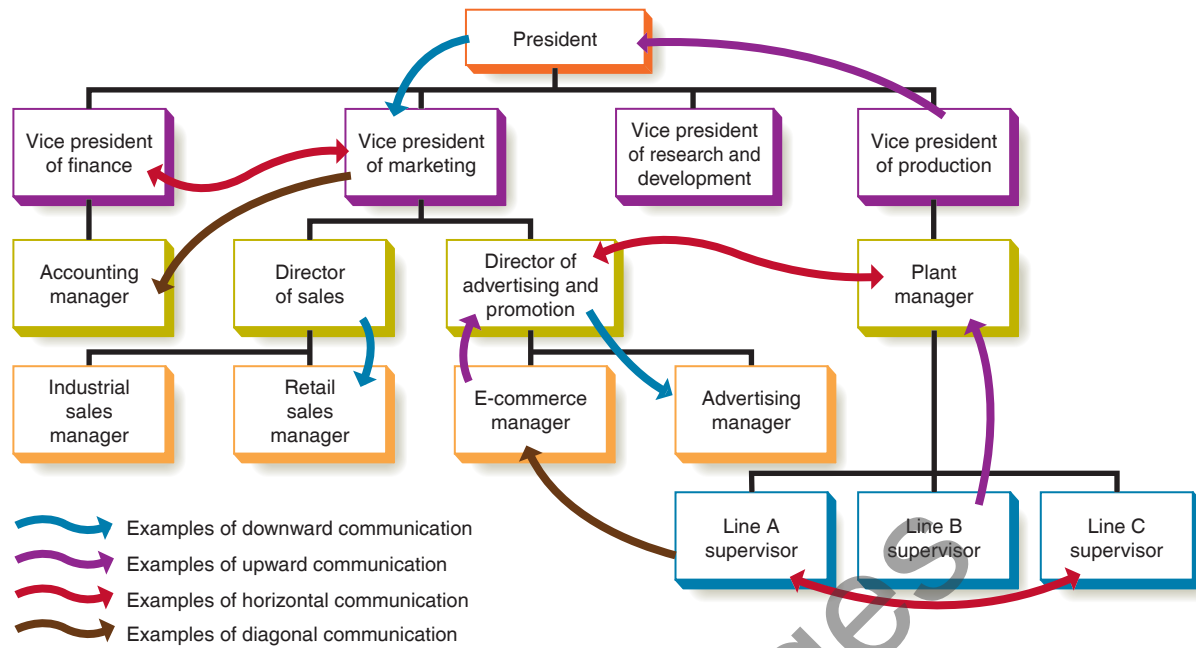 President
Vice president
of finance
Vice president
of marketing
Vice president
of research and
development
Vice president
of production
Accounting
manager
Director
of sales
Director of
advertising and
promotion
Plant
manager
Industrial
sales
manager
Retail
sales
manager
E-commerce
manager
Advertising
manager
Line A
supervisor
Line B
supervisor
Line C
supervisor
Examples of downward communication
Examples of upward communication
Examples of horizontal communication
Examples of diagonal communication